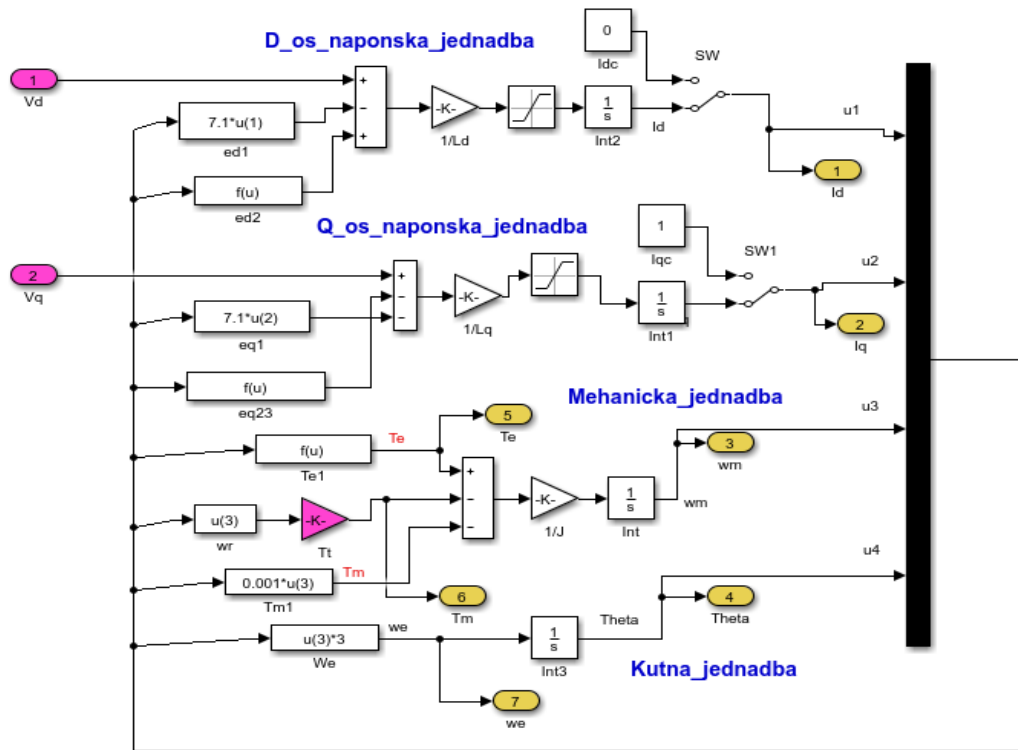 D_os_naponska_jednadba
1
Vd
7.1*u(1)
ed1
f(u)
ed2
+
−
+
-K-
1/Ld
1
s
Int2
0
Idc
Id
SW
u1
1
Id
Q_os_naponska_jednadba
2
Vq
7.1*u(2)
eq1
f(u)
eq23
+
−
−
-K-
1/Lq
1
s
Int1
1
Iqc
SW1
u2
2
Iq
Mehanicka_jednadba
f(u)
Te1
Te
5
Te
u(3)
wr
-K-
Tt
0.001*u(3)
Tm1
Tm
+
−
−
-K-
1/J
1
s
Int
wm
3
wm
u3
6
Tm
u(3)*3
We
we
7
we
1
s
Int3
Theta
4
Theta
u4
Kutna_jednadba